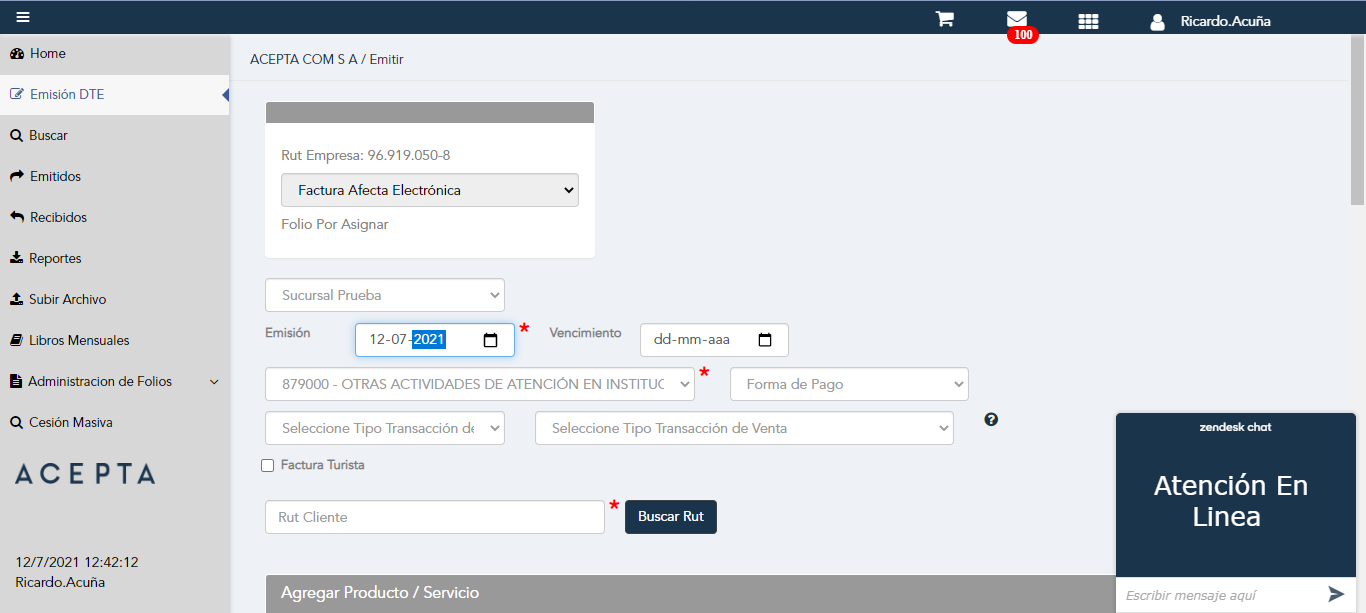 100
Ricardo.Acuña
Home
Emisión DTE
Buscar
Emitidos
Recibidos
Reportes
Subir Archivo
Libros Mensuales
Administracion de Folios
Cesión Masiva
ACEPTA
12/7/2021 12:42:12
Ricardo.Acuña
ACEPTA COM S A / Emitir
Rut Empresa: 96.919.050-8
Factura Afecta Electrónica
Folio Por Asignar
Sucursal Prueba
Emisión 12-07-2021 * Vencimiento dd-mm-aaa
879000 - OTRAS ACTIVIDADES DE ATENCIÓN EN INSTITUC * Forma de Pago
Seleccione Tipo Transacción de Seleccione Tipo Transacción de Venta ?
Factura Turista
Rut Cliente * Buscar Rut
Agregar Producto / Servicio
zendesk chat
Atención En
Linea
Escribir mensaje aquí